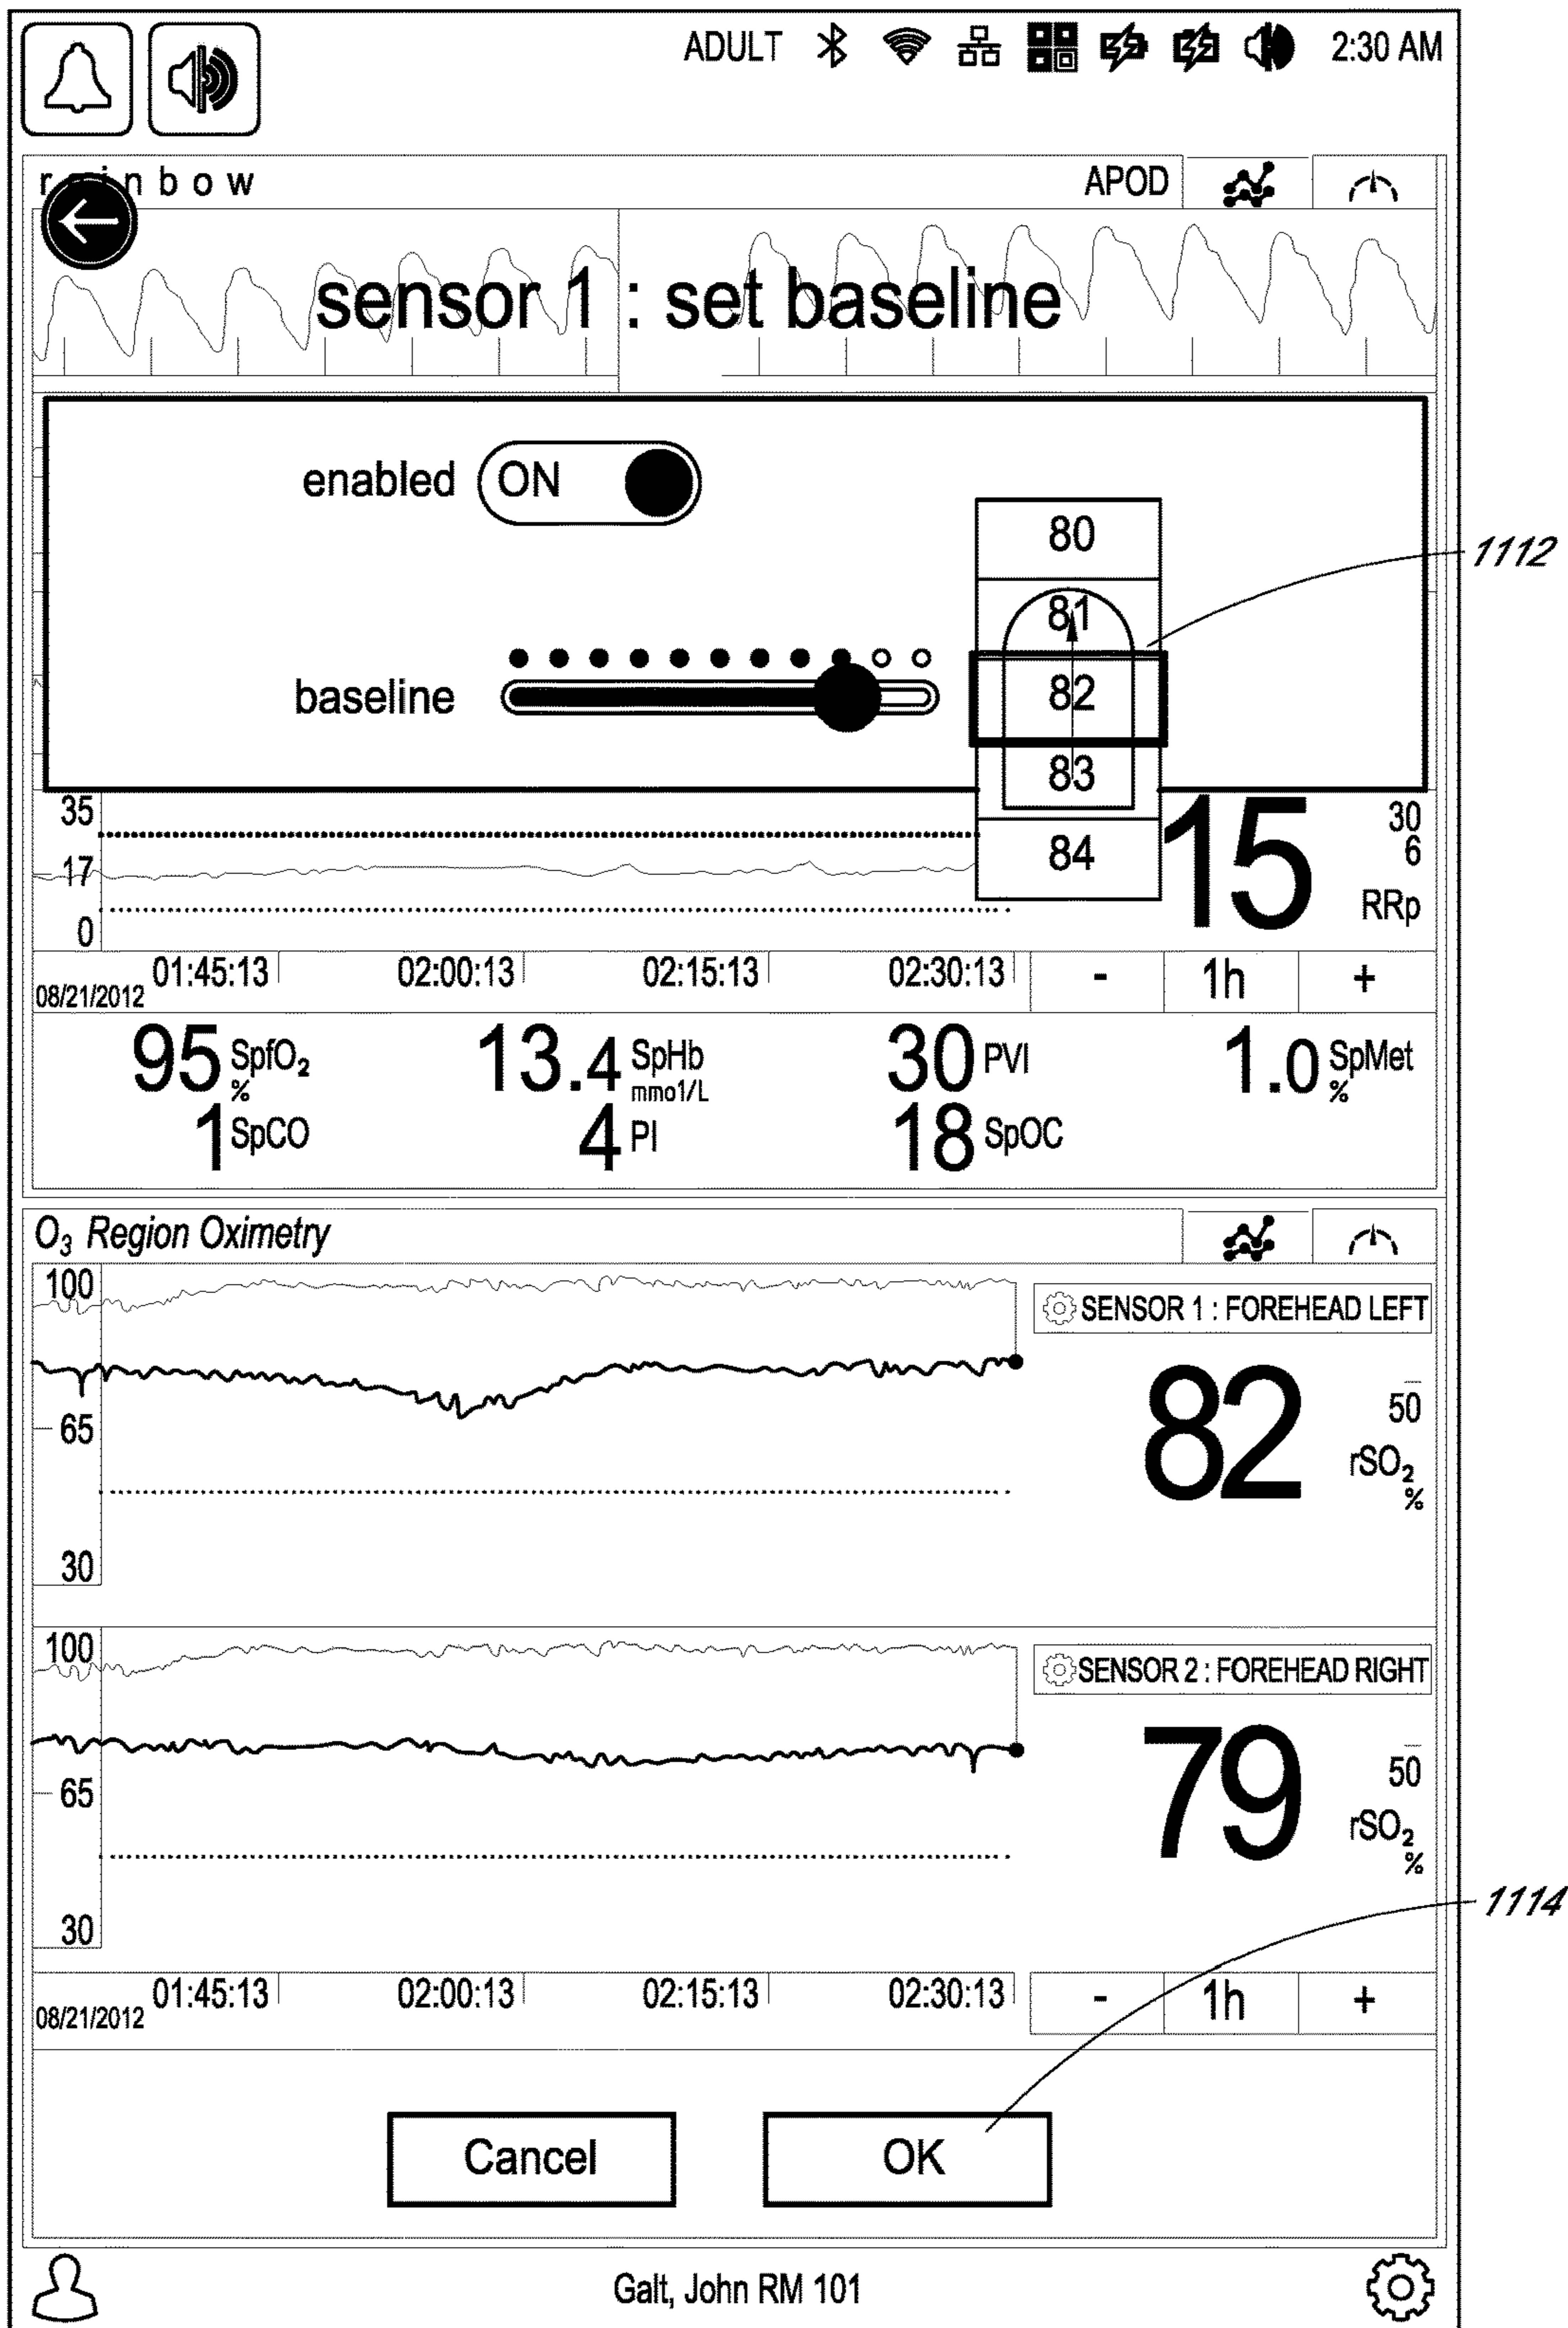 ADULT 2:30 AM
rainbow APOD
sensor 1 : set baseline
enabled ON
80
1112
81
baseline 82
83
35 15 30
6
17 84
RRp
0
01:45:13 02:00:13 02:15:13 02:30:13 - 1h +
08/21/2012
95 SpfO₂ % 13.4 SpHb mmo1/L 30 PVI 1.0 SpMet %
1 SpCO 4 PI 18 SpOC
O₃ Region Oximetry
100
SENSOR 1 : FOREHEAD LEFT
82 50
65
rSO₂
%
30
100
SENSOR 2 : FOREHEAD RIGHT
79 50
65
rSO₂
%
1114
30
01:45:13 02:00:13 02:15:13 02:30:13 - 1h +
08/21/2012
Cancel OK
Galt, John RM 101